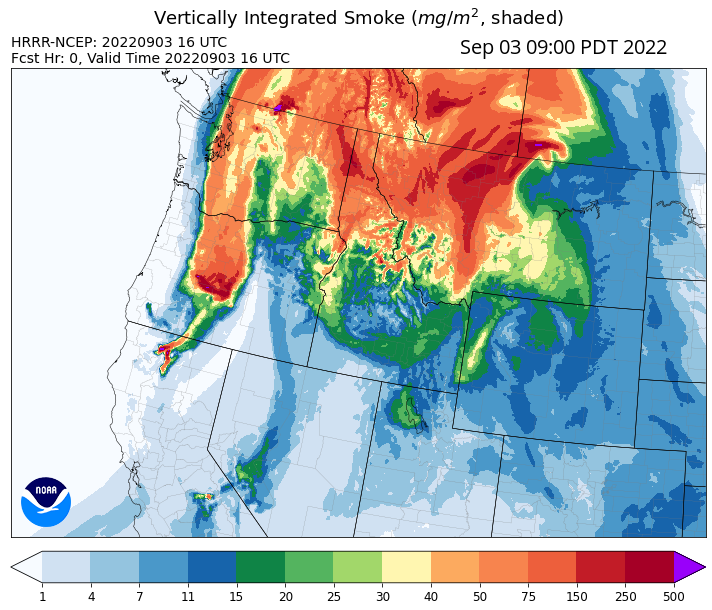 Vertically Integrated Smoke (mg/m², shaded)
HRRR-NCEP: 20220903 16 UTC
Fcst Hr: 0, Valid Time 20220903 16 UTC
Sep 03 09:00 PDT 2022
NOAA
1 4 7 11 15 20 25 30 40 50 75 150 250 500